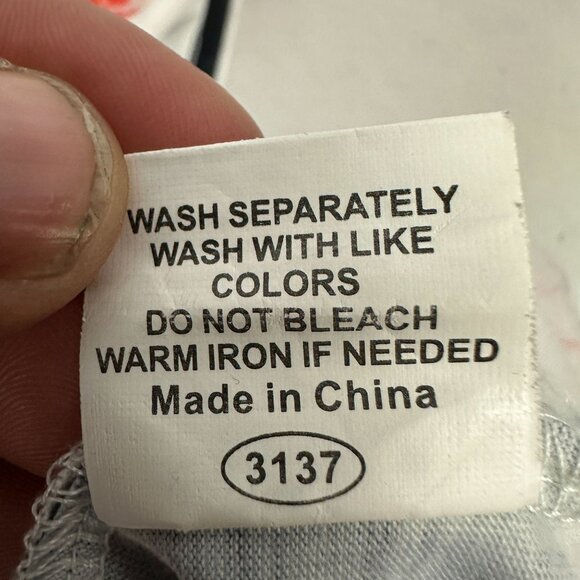 WASH SEPARATELY
WASH WITH LIKE
COLORS
DO NOT BLEACH
WARM IRON IF NEEDED
Made in China
3137